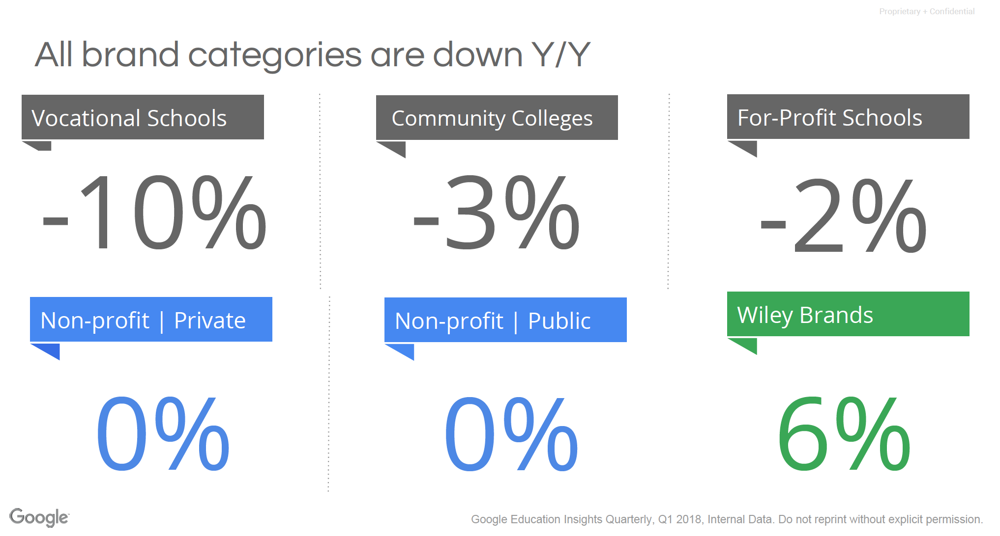 Proprietary + Confidential
All brand categories are down Y/Y
Vocational Schools
Community Colleges
For-Profit Schools
-10%
-3%
-2%
Non-profit | Private
Non-profit | Public
Wiley Brands
0%
0%
6%
Google™
Google Education Insights Quarterly, Q1 2018, Internal Data. Do not reprint without explicit permission.